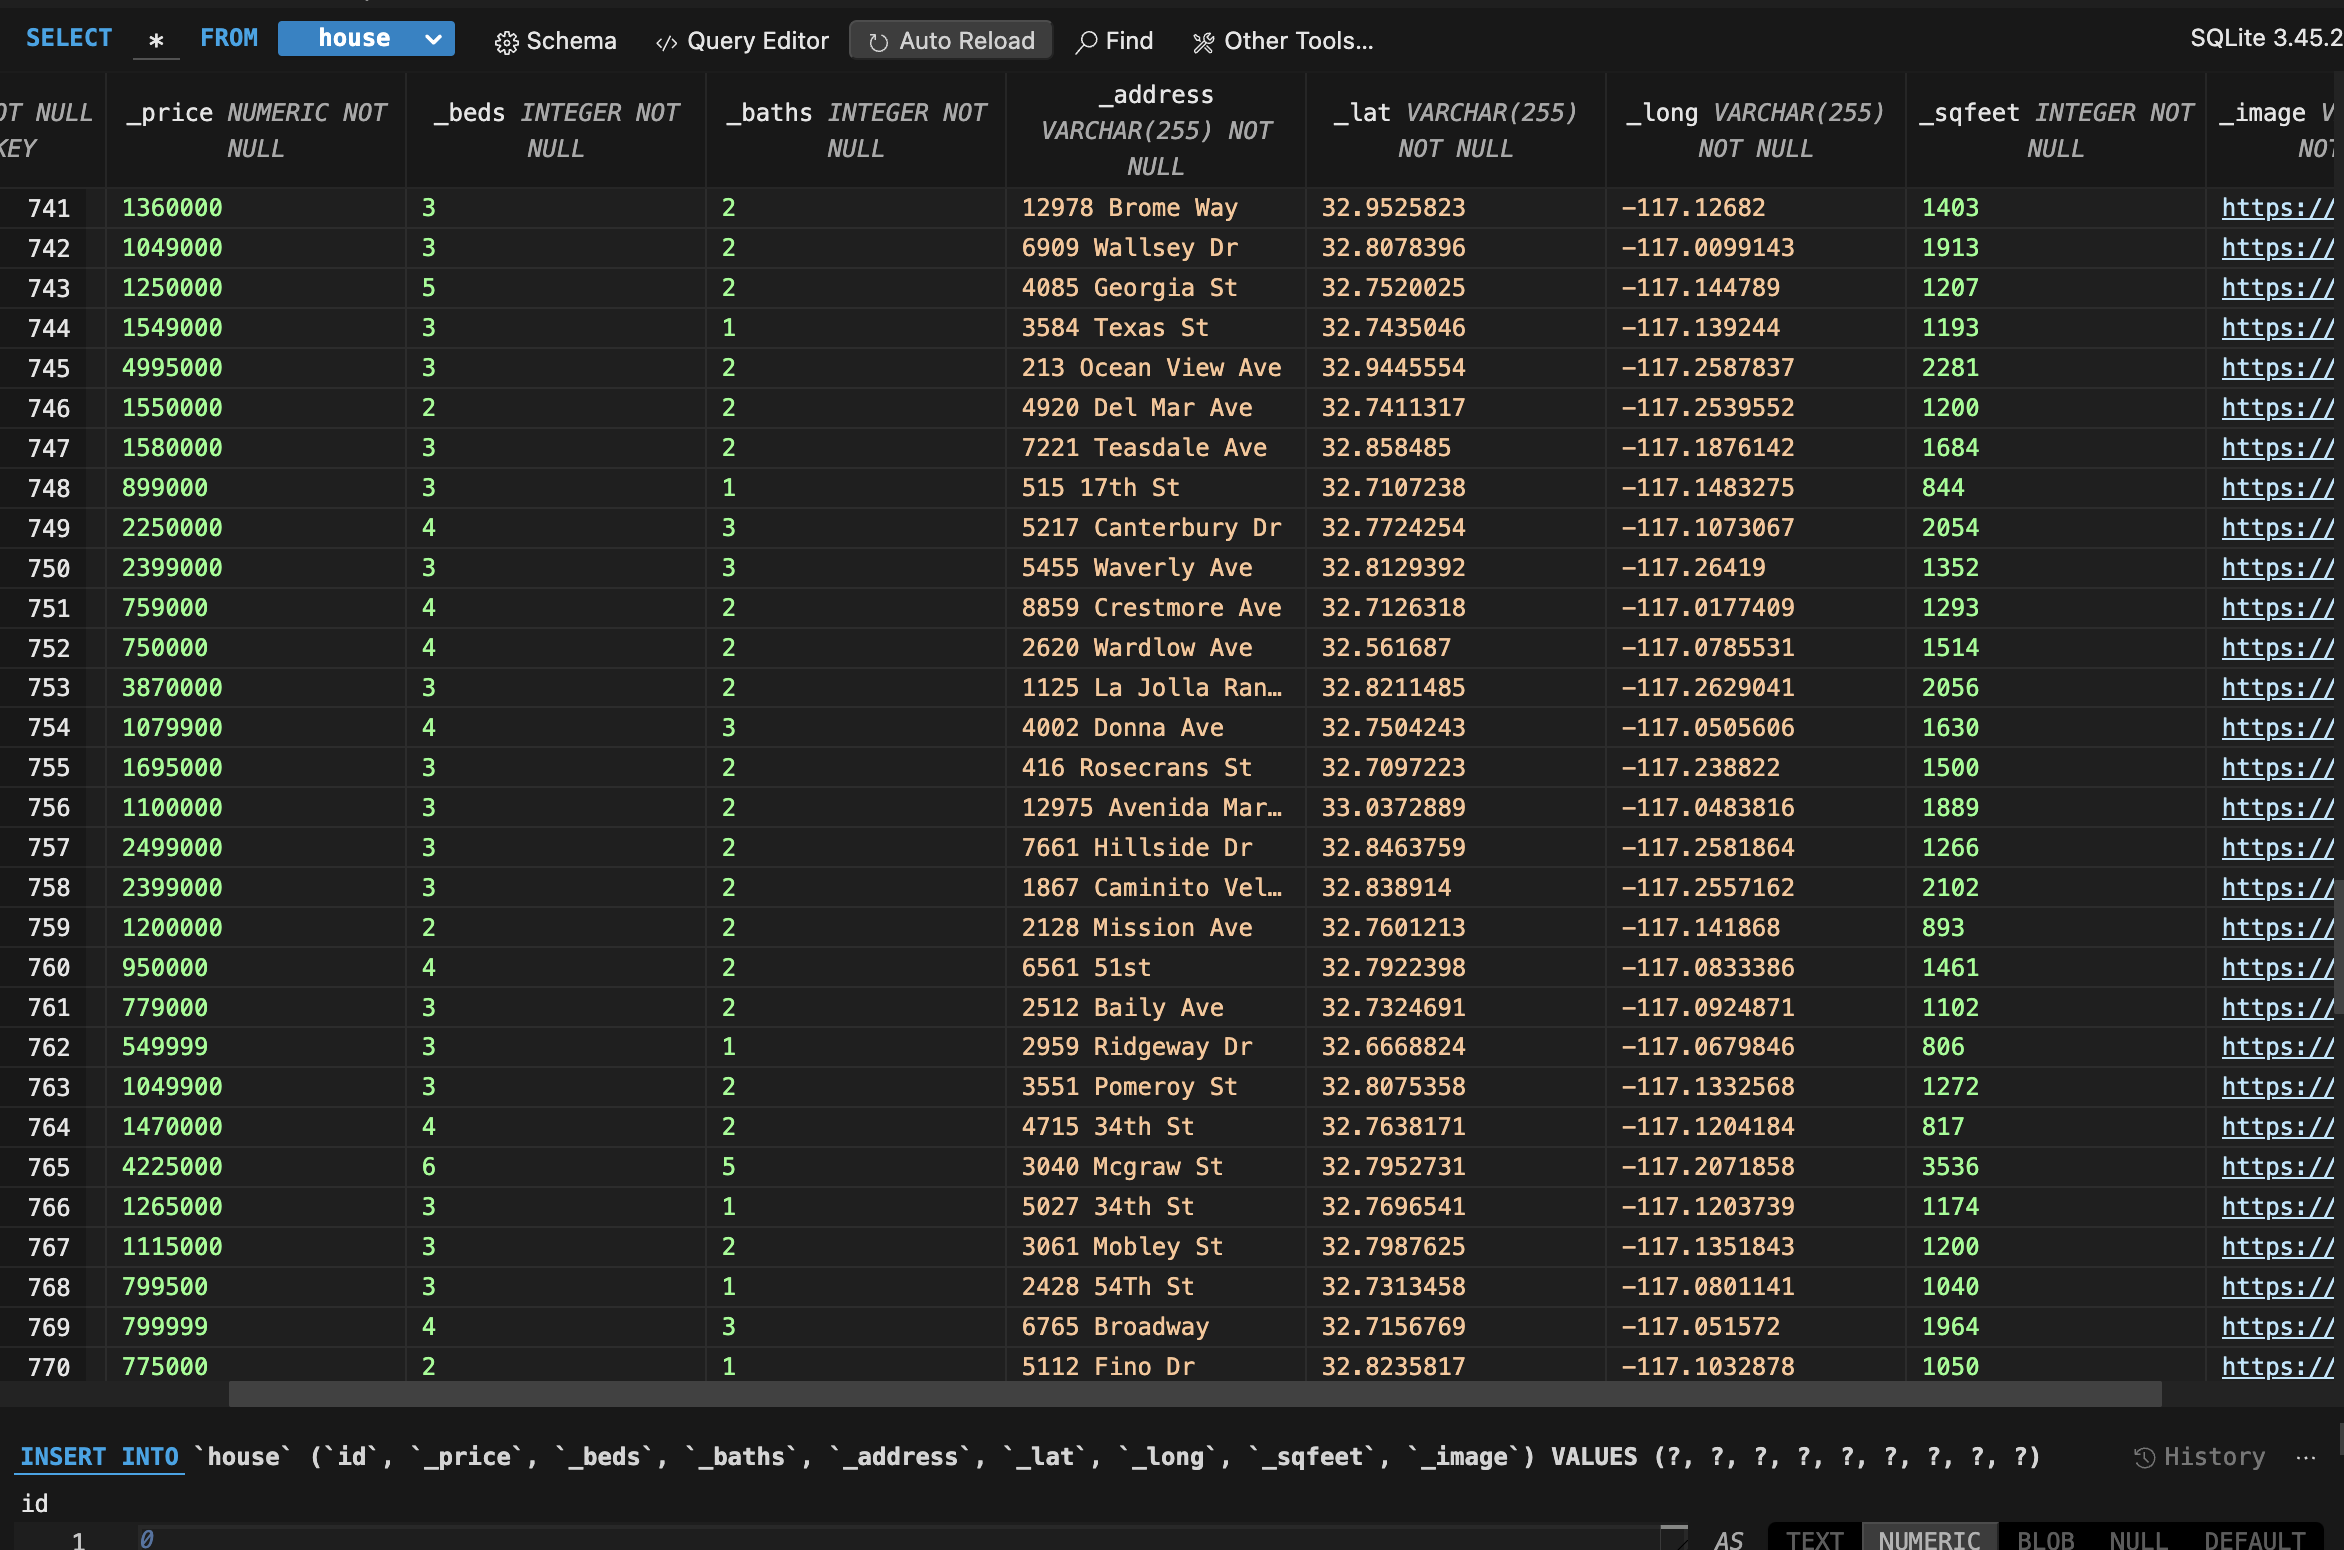 SELECT * FROM house Schema </> Query Editor Auto Reload Find Other Tools... SQLite 3.45.2
NOT NULL KEY _price NUMERIC NOT NULL _beds INTEGER NOT NULL _baths INTEGER NOT NULL _address VARCHAR(255) NOT NULL _lat VARCHAR(255) NOT NULL _long VARCHAR(255) NOT NULL _sqfeet INTEGER NOT NULL _image V NOT
741 1360000 3 2 12978 Brome Way 32.9525823 -117.12682 1403 https://
742 1049000 3 2 6909 Wallsey Dr 32.8078396 -117.0099143 1913 https://
743 1250000 5 2 4085 Georgia St 32.7520025 -117.144789 1207 https://
744 1549000 3 1 3584 Texas St 32.7435046 -117.139244 1193 https://
745 4995000 3 2 213 Ocean View Ave 32.9445554 -117.2587837 2281 https://
746 1550000 2 2 4920 Del Mar Ave 32.7411317 -117.2539552 1200 https://
747 1580000 3 2 7221 Teasdale Ave 32.858485 -117.1876142 1684 https://
748 899000 3 1 515 17th St 32.7107238 -117.1483275 844 https://
749 2250000 4 3 5217 Canterbury Dr 32.7724254 -117.1073067 2054 https://
750 2399000 3 3 5455 Waverly Ave 32.8129392 -117.26419 1352 https://
751 759000 4 2 8859 Crestmore Ave 32.7126318 -117.0177409 1293 https://
752 750000 4 2 2620 Wardlow Ave 32.561687 -117.0785531 1514 https://
753 3870000 3 2 1125 La Jolla Ran… 32.8211485 -117.2629041 2056 https://
754 1079900 4 3 4002 Donna Ave 32.7504243 -117.0505606 1630 https://
755 1695000 3 2 416 Rosecrans St 32.7097223 -117.238822 1500 https://
756 1100000 3 2 12975 Avenida Mar… 33.0372889 -117.0483816 1889 https://
757 2499000 3 2 7661 Hillside Dr 32.8463759 -117.2581864 1266 https://
758 2399000 3 2 1867 Caminito Vel… 32.838914 -117.2557162 2102 https://
759 1200000 2 2 2128 Mission Ave 32.7601213 -117.141868 893 https://
760 950000 4 2 6561 51st 32.7922398 -117.0833386 1461 https://
761 779000 3 2 2512 Baily Ave 32.7324691 -117.0924871 1102 https://
762 549999 3 1 2959 Ridgeway Dr 32.6668824 -117.0679846 806 https://
763 1049900 3 2 3551 Pomeroy St 32.8075358 -117.1332568 1272 https://
764 1470000 4 2 4715 34th St 32.7638171 -117.1204184 817 https://
765 4225000 6 5 3040 Mcgraw St 32.7952731 -117.2071858 3536 https://
766 1265000 3 1 5027 34th St 32.7696541 -117.1203739 1174 https://
767 1115000 3 2 3061 Mobley St 32.7987625 -117.1351843 1200 https://
768 799500 3 1 2428 54Th St 32.7313458 -117.0801141 1040 https://
769 799999 4 3 6765 Broadway 32.7156769 -117.051572 1964 https://
770 775000 2 1 5112 Fino Dr 32.8235817 -117.1032878 1050 https://
INSERT INTO `house` (`id`, `_price`, `_beds`, `_baths`, `_address`, `_lat`, `_long`, `_sqfeet`, `_image`) VALUES (?, ?, ?, ?, ?, ?, ?, ?, ?) History ...
id
1 0 AS TEXT NUMERIC BLOB NULL DEFAULT